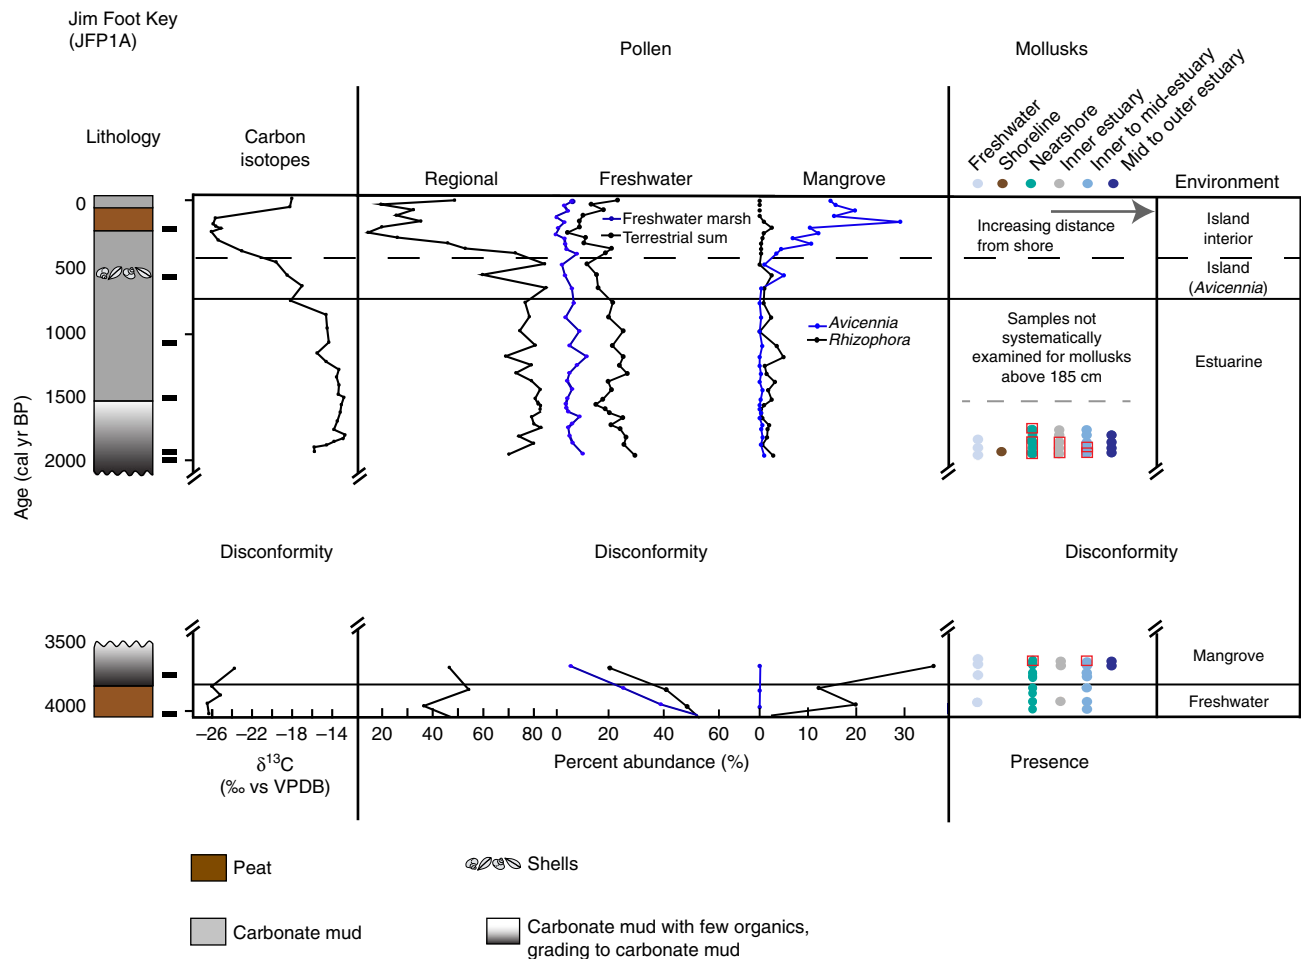 Jim Foot Key
(JFP1A)
Pollen
Mollusks
Lithology
Carbon
isotopes
Regional
Freshwater
Mangrove
Freshwater
Shoreline
Nearshore
Inner estuary
Inner to mid-estuary
Mid to outer estuary
Environment
Age (cal yr BP)
0
500
1000
1500
2000
3500
4000
Freshwater marsh
Terrestrial sum
Avicennia
Rhizophora
Increasing distance
from shore
Samples not
systematically
examined for mollusks
above 185 cm
Island
interior
Island
(Avicennia)
Estuarine
Disconformity
Disconformity
Disconformity
Mangrove
Freshwater
–26 –22 –18 –14
20 40 60 80
0 20 40 60
0 10 20 30
δ13C
(‰ vs VPDB)
Percent abundance (%)
Presence
Peat
Shells
Carbonate mud
Carbonate mud with few organics,
grading to carbonate mud